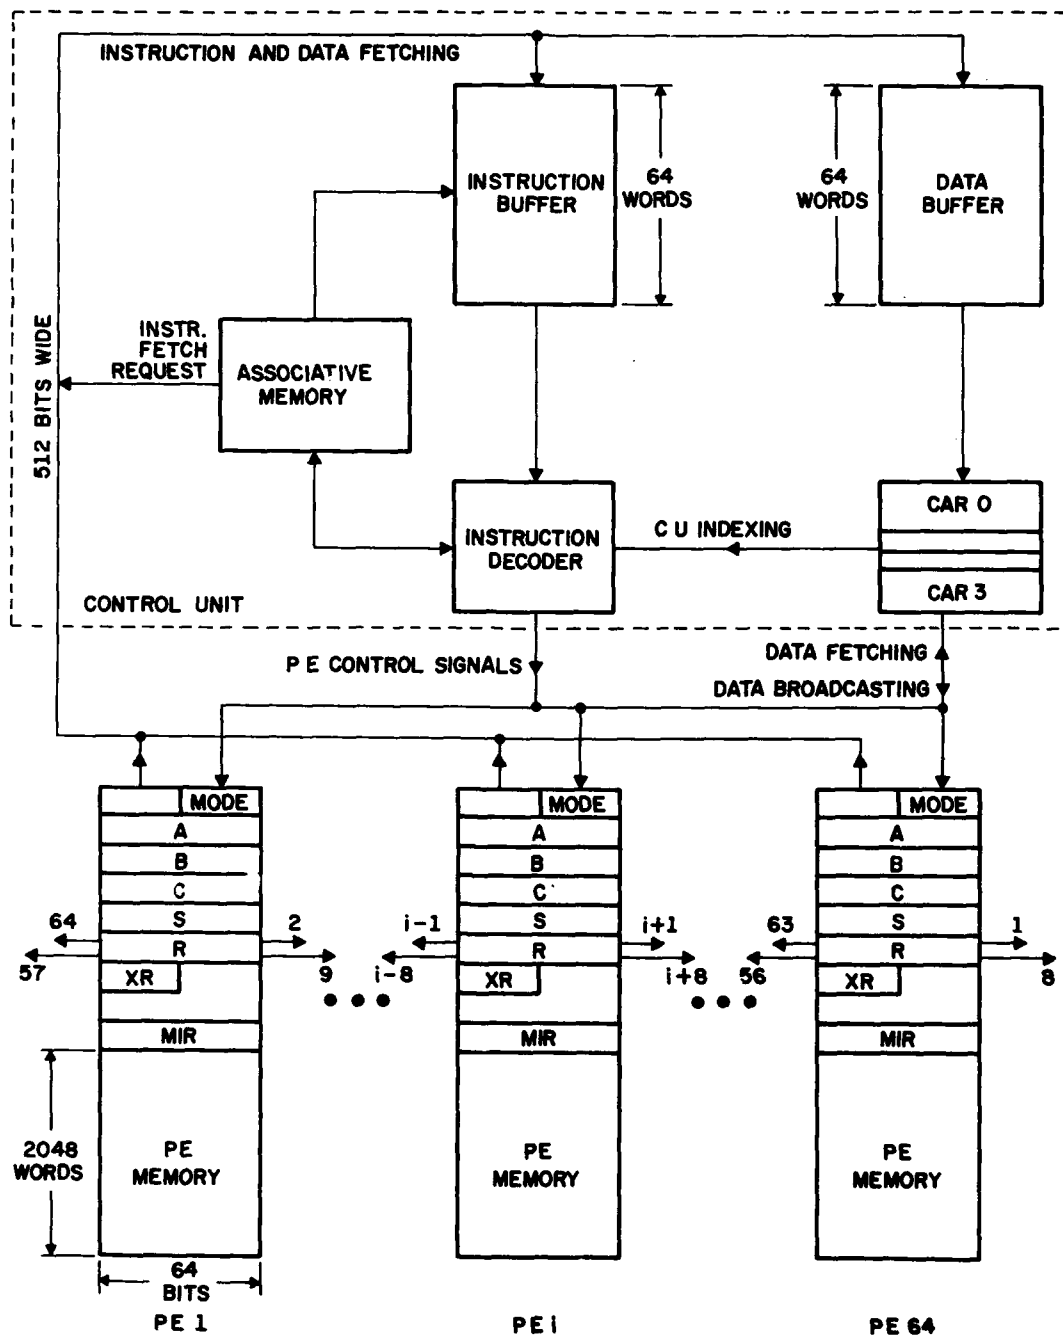 INSTRUCTION AND DATA FETCHING
INSTRUCTION
BUFFER
64
WORDS
64
WORDS
DATA
BUFFER
512 BITS WIDE
INSTR.
FETCH
REQUEST
ASSOCIATIVE
MEMORY
INSTRUCTION
DECODER
C U INDEXING
CAR 0
CAR 3
CONTROL UNIT
P E CONTROL SIGNALS
DATA FETCHING
DATA BROADCASTING
MODE
A
B
C
S
R
XR
MIR
PE
MEMORY
64
57
2
9
2048
WORDS
64
BITS
PE 1
MODE
A
B
C
S
R
XR
MIR
PE
MEMORY
i-1
i-8
i+1
i+8
PE i
MODE
A
B
C
S
R
XR
MIR
PE
MEMORY
63
56
1
8
PE 64